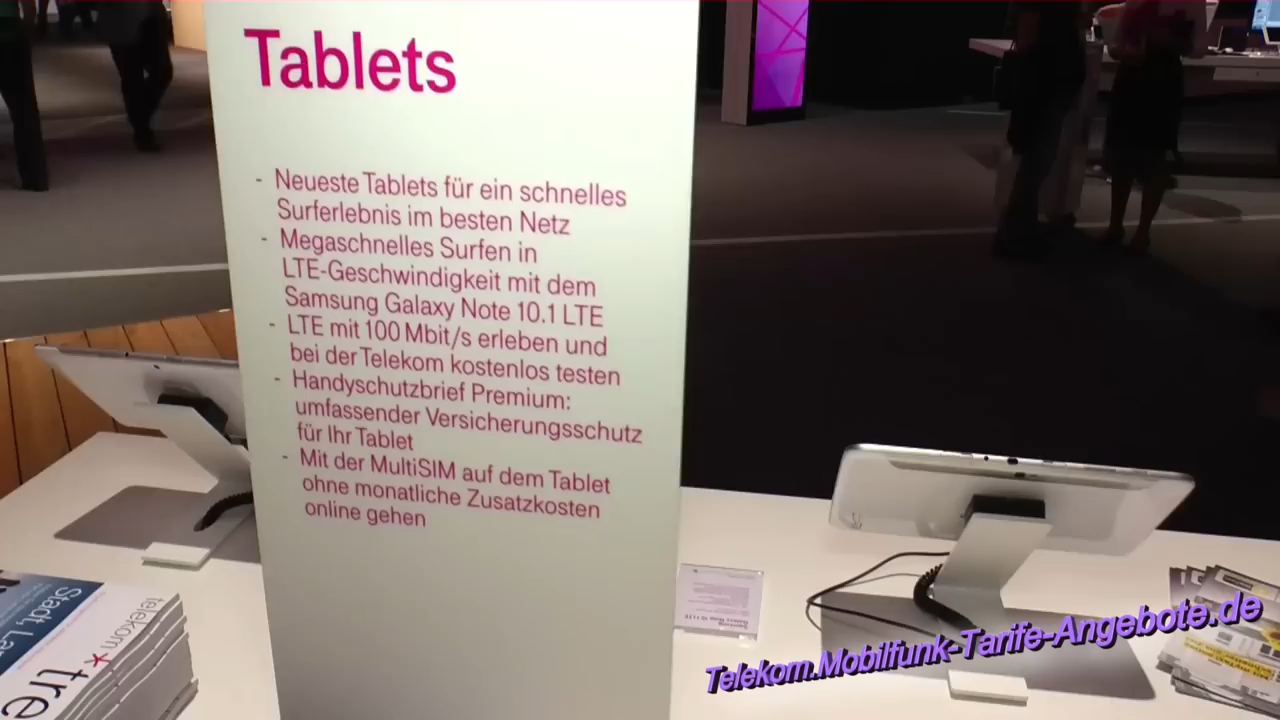 Tablets
- Neueste Tablets für ein schnelles
Surferlebnis im besten Netz
- Megaschnelles Surfen in
LTE-Geschwindigkeit mit dem
Samsung Galaxy Note 10.1 LTE
- LTE mit 100 Mbit/s erleben und
bei der Telekom kostenlos testen
- Handyschutzbrief Premium:
umfassender Versicherungsschutz
für Ihr Tablet
- Mit der MultiSIM auf dem Tablet
ohne monatliche Zusatzkosten
online gehen
Stadt, La
telekom
tre
Telekom.Mobilfunk-Tarife-Angebote.de